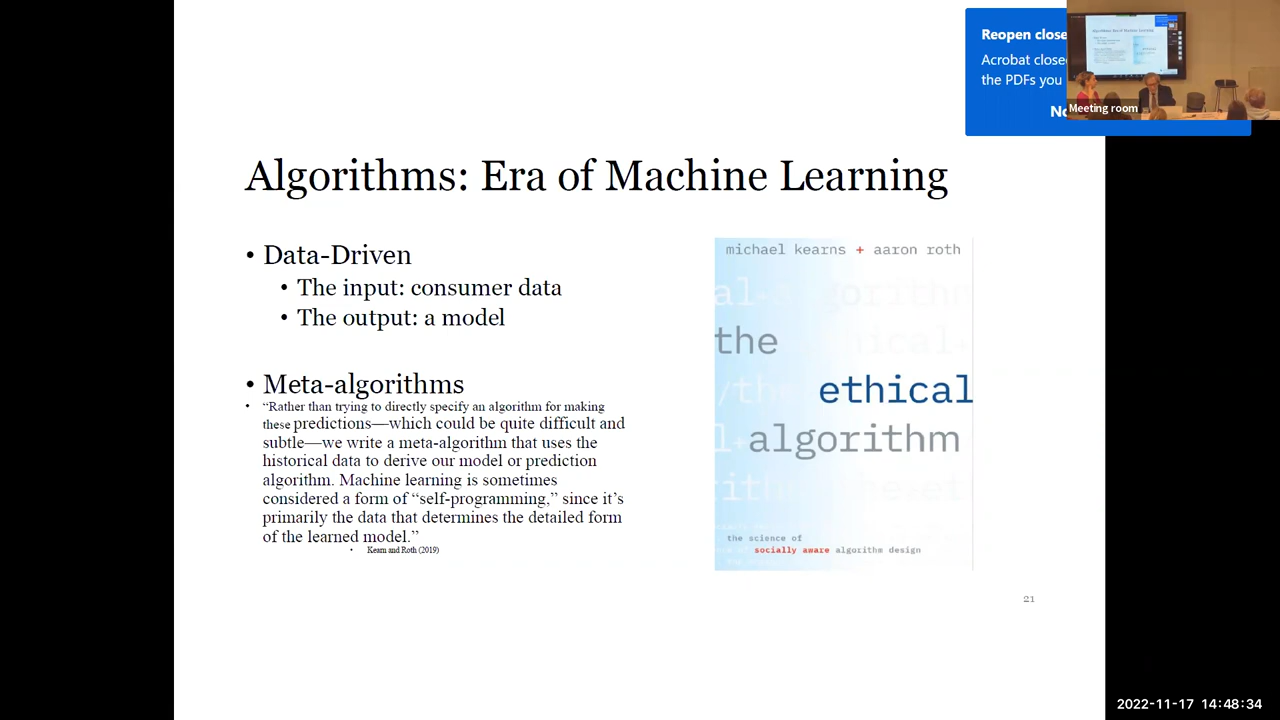 Reopen close
Acrobat close
the PDFs you
No
Meeting room
Algorithms: Era of Machine Learning
• Data-Driven
• The input: consumer data
• The output: a model
• Meta-algorithms
• “Rather than trying to directly specify an algorithm for making
these predictions—which could be quite difficult and
subtle—we write a meta-algorithm that uses the
historical data to derive our model or prediction
algorithm. Machine learning is sometimes
considered a form of “self-programming,” since it’s
primarily the data that determines the detailed form
of the learned model.”
• Kearn and Roth (2019)
michael kearns + aaron roth
the
ethical
algorithm
the science of
socially aware algorithm design
21
2022-11-17 14:48:34